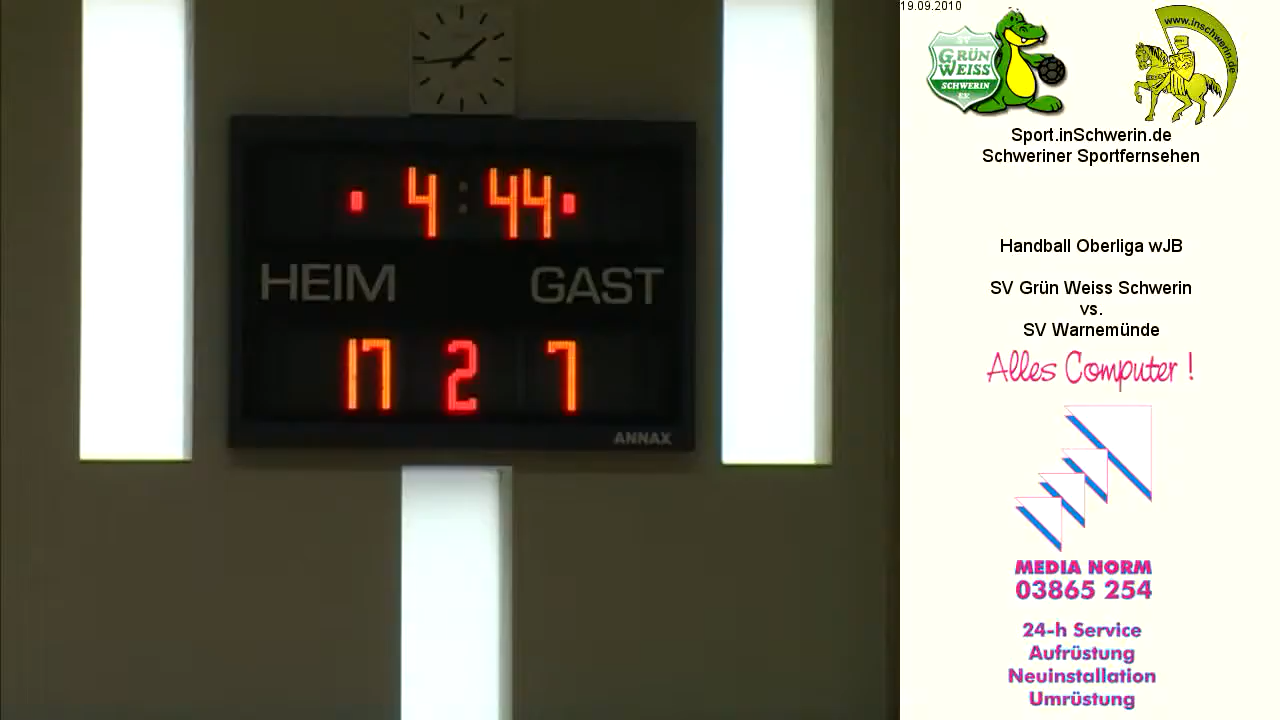 19.09.2010
SV
GRÜN
WEISS
SCHWERIN
www.inschwerin.de
Sport.inSchwerin.de
Schweriner Sportfernsehen
4:44
HEIM GAST
17 2 7
ANNAX
Handball Oberliga wJB
SV Grün Weiss Schwerin
vs.
SV Warnemünde
Alles Computer !
MEDIA NORM
03865 254
24-h Service
Aufrüstung
Neuinstallation
Umrüstung